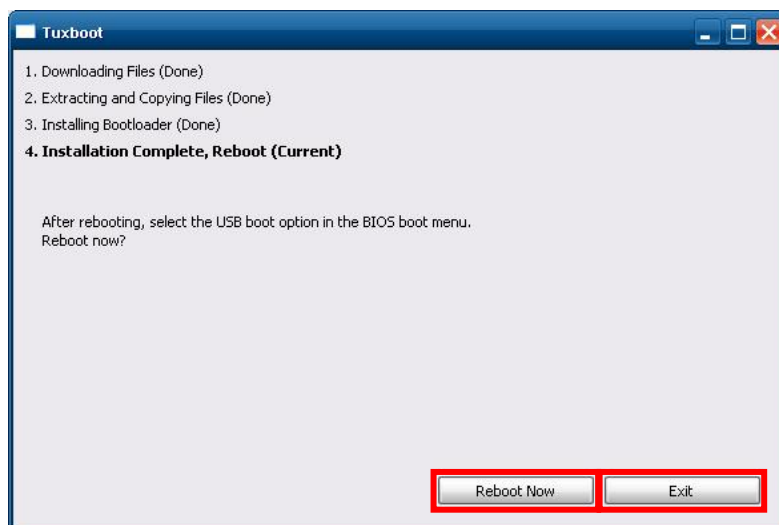 Tuxboot
1. Downloading Files (Done)
2. Extracting and Copying Files (Done)
3. Installing Bootloader (Done)
4. Installation Complete, Reboot (Current)
After rebooting, select the USB boot option in the BIOS boot menu.
Reboot now?
Reboot Now
Exit